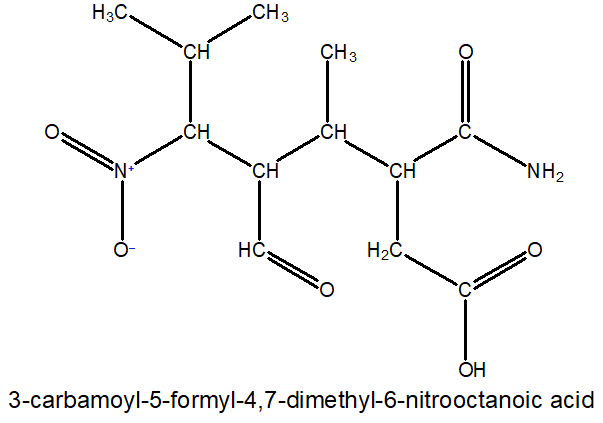 H₃C CH₃
CH CH₃ O
O CH CH C
N⁺ CH CH NH₂
O⁻ HC H₂C O
O C
OH
3-carbamoyl-5-formyl-4,7-dimethyl-6-nitrooctanoic acid